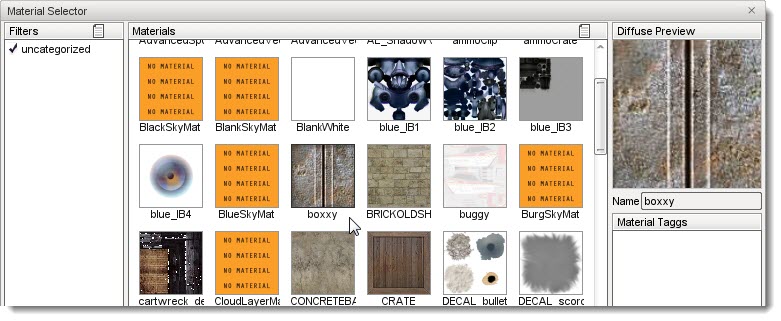 Material Selector
Filters
Materials
Diffuse Preview
uncategorized
AdvancedSpo
AdvancedVe
AdvancedVe
AL_Shadow
ammoclip
ammocrate
NO MATERIAL
NO MATERIAL
NO MATERIAL
NO MATERIAL
NO MATERIAL
NO MATERIAL
NO MATERIAL
NO MATERIAL
BlackSkyMat
BlankSkyMat
BlankWhite
blue_IB1
blue_IB2
blue_IB3
NO MATERIAL
NO MATERIAL
NO MATERIAL
NO MATERIAL
NO MATERIAL
NO MATERIAL
NO MATERIAL
NO MATERIAL
blue_IB4
BlueSkyMat
boxxy
BRICKOLDSH
buggy
BurgSkyMat
Name boxxy
Material Taggs
NO MATERIAL
NO MATERIAL
NO MATERIAL
NO MATERIAL
cartwreck_de
CloudLayerMa
CONCRETEBA
CRATE
DECAL_bullet
DECAL_scorc